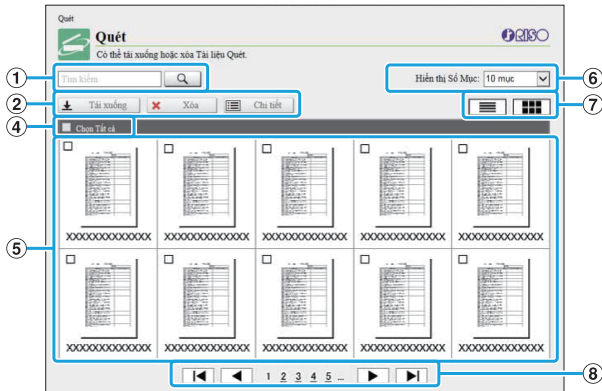 Quét
Quét
RISO
Có thể tải xuống hoặc xóa Tài liệu Quét.
1
Tìm kiếm
Hiển thị Số Mục: 10 mục
6
2
Tải xuống
Xóa
Chi tiết
7
4
Chọn Tất cả
5
XXXXXXXXXXXXX XXXXXXXXXXXXX XXXXXXXXXXXXX XXXXXXXXXXXXX XXXXXXXXXXXXX
XXXXXXXXXXXXX XXXXXXXXXXXXX XXXXXXXXXXXXX XXXXXXXXXXXXX XXXXXXXXXXXXX
1 2 3 4 5 ...
8